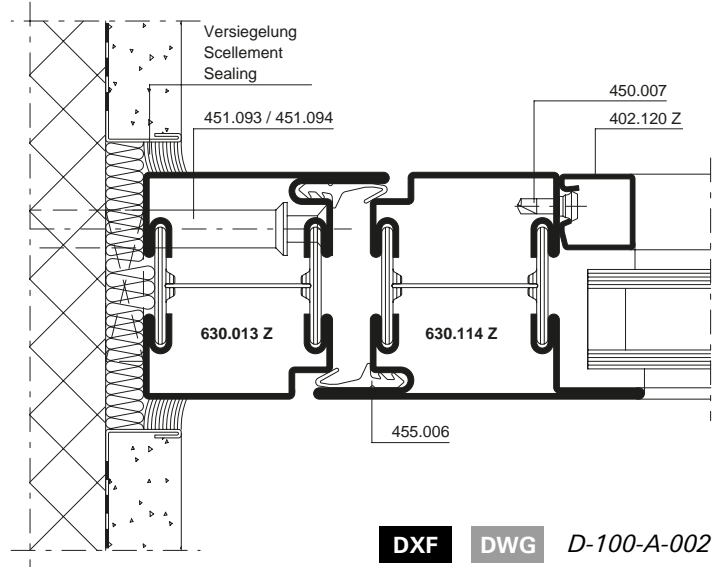 Versiegelung
Scellement
Sealing
451.093 / 451.094
450.007
402.120 Z
630.013 Z
630.114 Z
455.006
DXF DWG D-100-A-002